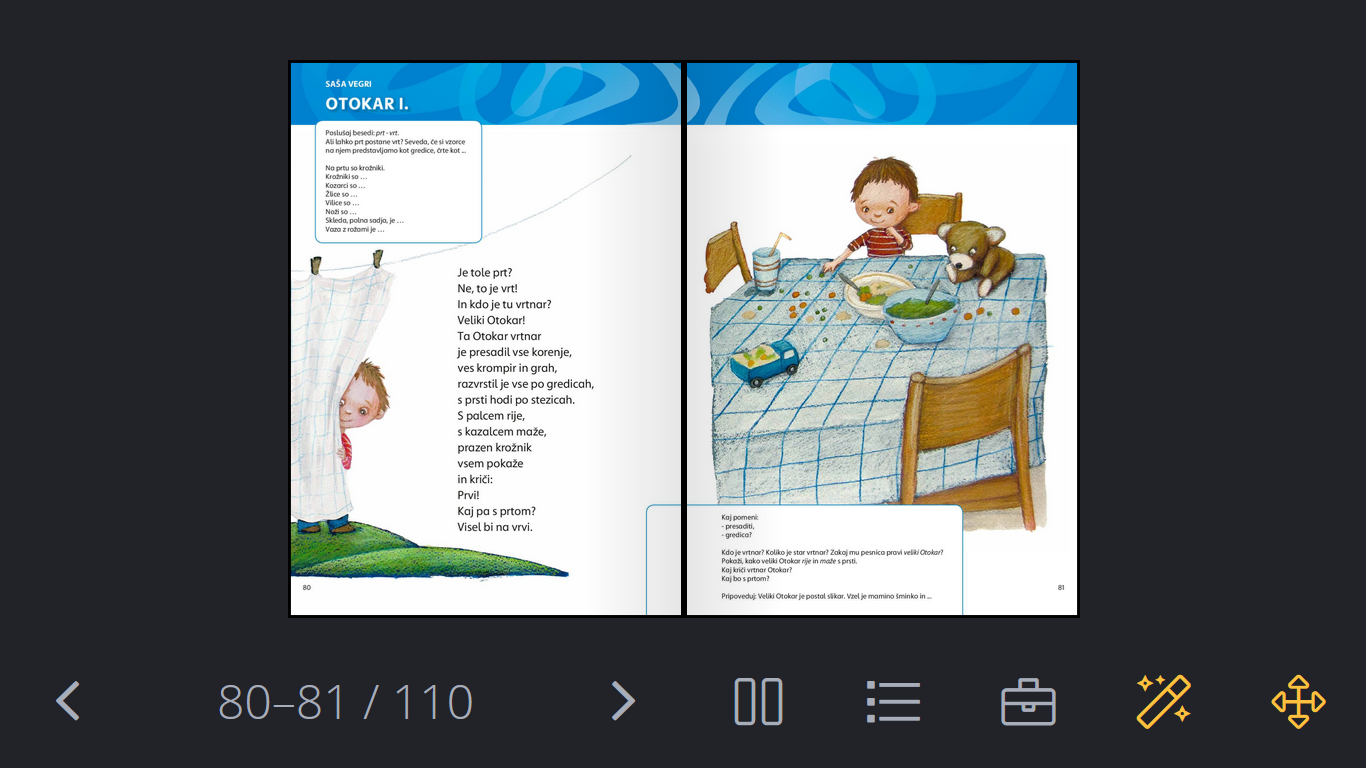 SAŠA VEGRI
OTOKAR I.
Poslušaj besedi: prt - vrt.
Ali lahko prt postane vrt? Seveda, če si vzorce
na njem predstavljamo kot gredice, črte kot ...
Na prtu so krožniki.
Krožniki so ...
Kozarci so ...
Žlice so ...
Vilice so ...
Noži so ...
Skleda, polna sadja, je ...
Vaza z rožami je ...
Je tole prt?
Ne, to je vrt!
In kdo je tu vrtnar?
Veliki Otokar!
Ta Otokar vrtnar
je presadil vse korenje,
ves krompir in grah,
razvrstil je vse po gredicah,
s prsti hodi po stezicah.
S palcem rije,
s kazalcem maže,
prazen krožnik
vsem pokaže
in kriči:
Prvi!
Kaj pa s prtom?
Visel bi na vrvi.
80
Kaj pomeni:
- presaditi,
- gredica?
Kdo je vrtnar? Koliko je star vrtnar? Zakaj mu pesnica pravi veliki Otokar?
Pokaži, kako veliki Otokar rije in maže s prsti.
Kaj kriči vrtnar Otokar?
Kaj bo s prtom?
Pripoveduj: Veliki Otokar je postal slikar. Vzel je mamino šminko in ...
81
80–81 / 110